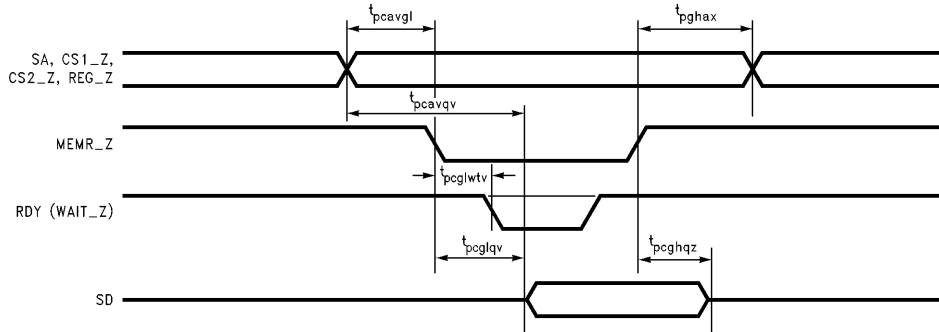 t_pcavgl
t_pghax
SA, CS1_Z,
CS2_Z, REG_Z
t_pcavqv
MEMR_Z
t_pcglwtv
RDY (WAIT_Z)
t_pcglqv
t_pcghqz
SD